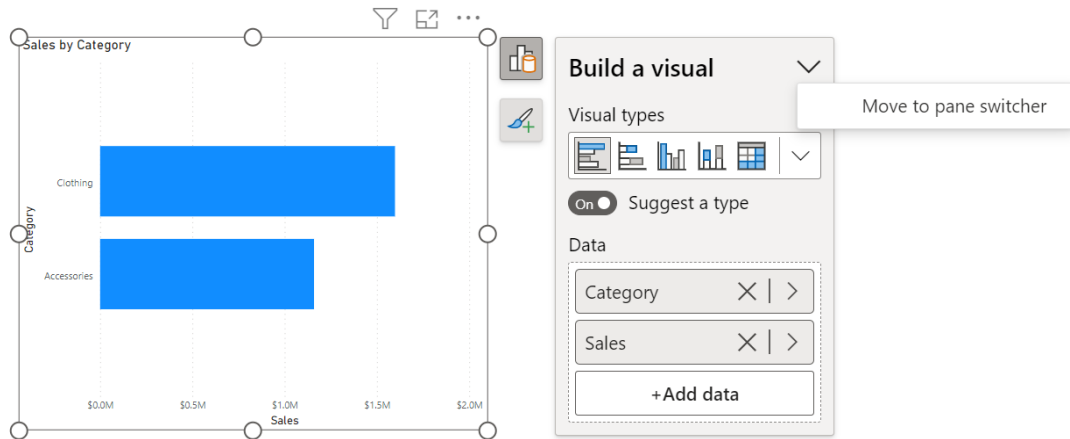 Sales by Category
Clothing
Accessories
Category
$0.0M $0.5M $1.0M $1.5M $2.0M
Sales
Build a visual
Move to pane switcher
Visual types
On Suggest a type
Data
Category
Sales
+Add data